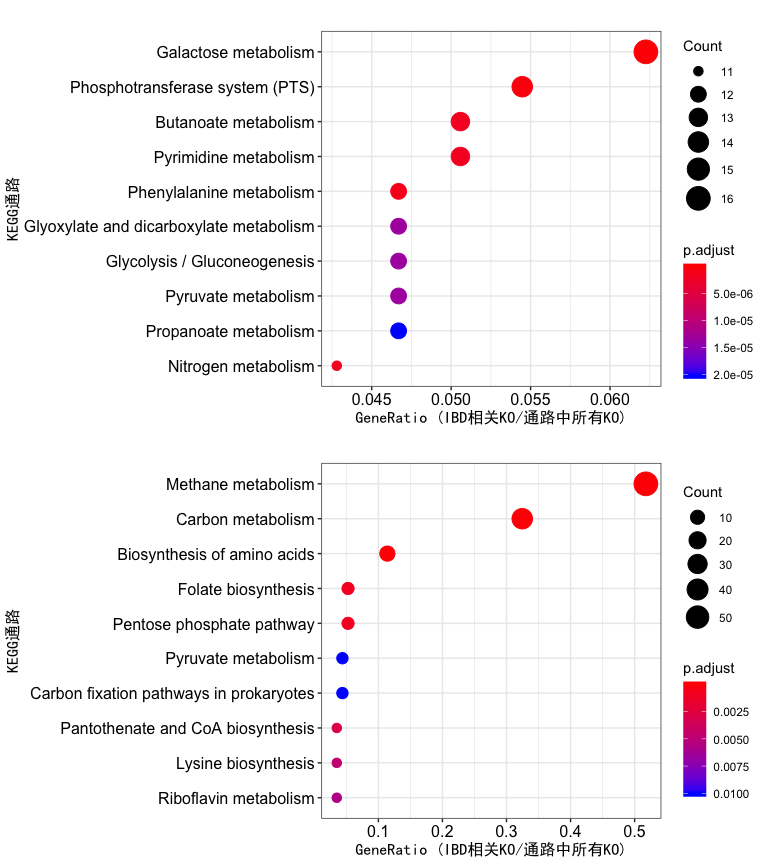 Galactose metabolism
Phosphotransferase system (PTS)
Butanoate metabolism
Pyrimidine metabolism
Phenylalanine metabolism
Glyoxylate and dicarboxylate metabolism
Glycolysis / Gluconeogenesis
Pyruvate metabolism
Propanoate metabolism
Nitrogen metabolism
KEGG通路
0.045 0.050 0.055 0.060
GeneRatio (IBD相关KO/通路中所有KO)
Count
11
12
13
14
15
16
p.adjust
5.0e-06
1.0e-05
1.5e-05
2.0e-05
Methane metabolism
Carbon metabolism
Biosynthesis of amino acids
Folate biosynthesis
Pentose phosphate pathway
Pyruvate metabolism
Carbon fixation pathways in prokaryotes
Pantothenate and CoA biosynthesis
Lysine biosynthesis
Riboflavin metabolism
KEGG通路
0.1 0.2 0.3 0.4 0.5
GeneRatio (IBD相关KO/通路中所有KO)
Count
10
20
30
40
50
p.adjust
0.0025
0.0050
0.0075
0.0100